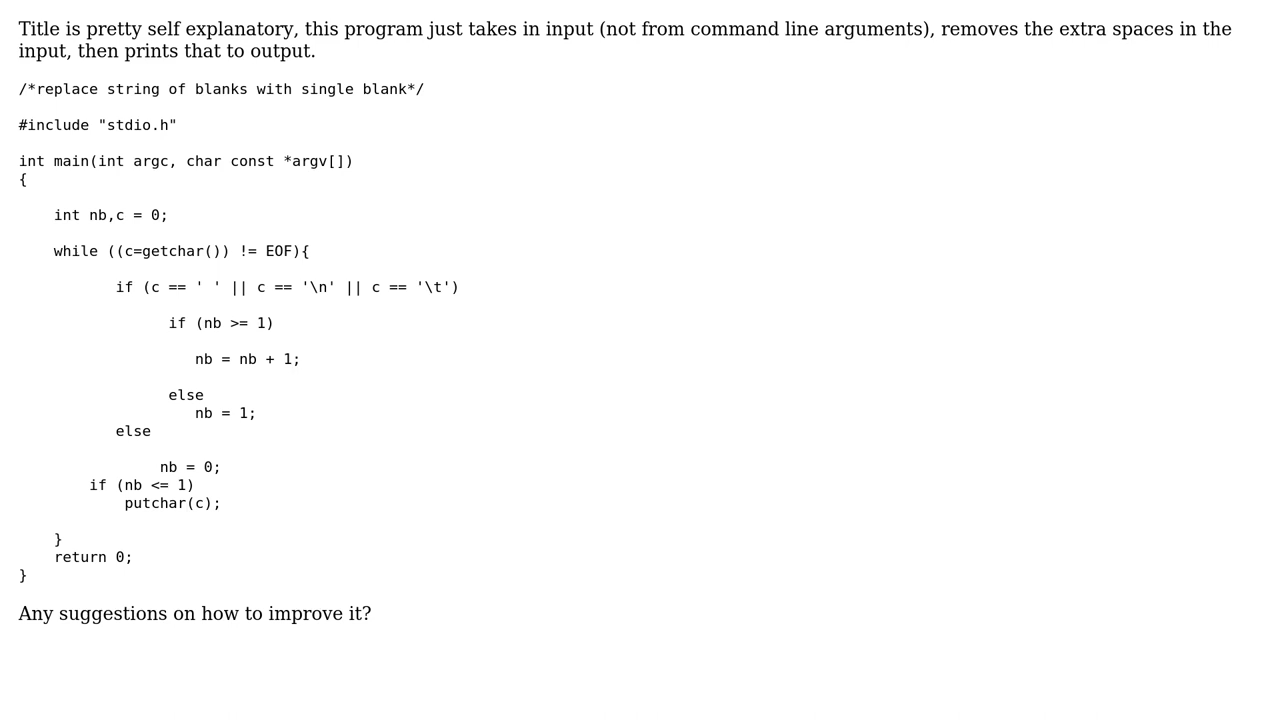 Title is pretty self explanatory, this program just takes in input (not from command line arguments), removes the extra spaces in the
input, then prints that to output.
/*replace string of blanks with single blank*/
#include "stdio.h"
int main(int argc, char const *argv[])
{
    int nb,c = 0;
    while ((c=getchar()) != EOF){
           if (c == ' ' || c == '\n' || c == '\t')
                 if (nb >= 1)
                    nb = nb + 1;
                 else
                    nb = 1;
           else
                nb = 0;
        if (nb <= 1)
            putchar(c);
    }
    return 0;
}
Any suggestions on how to improve it?